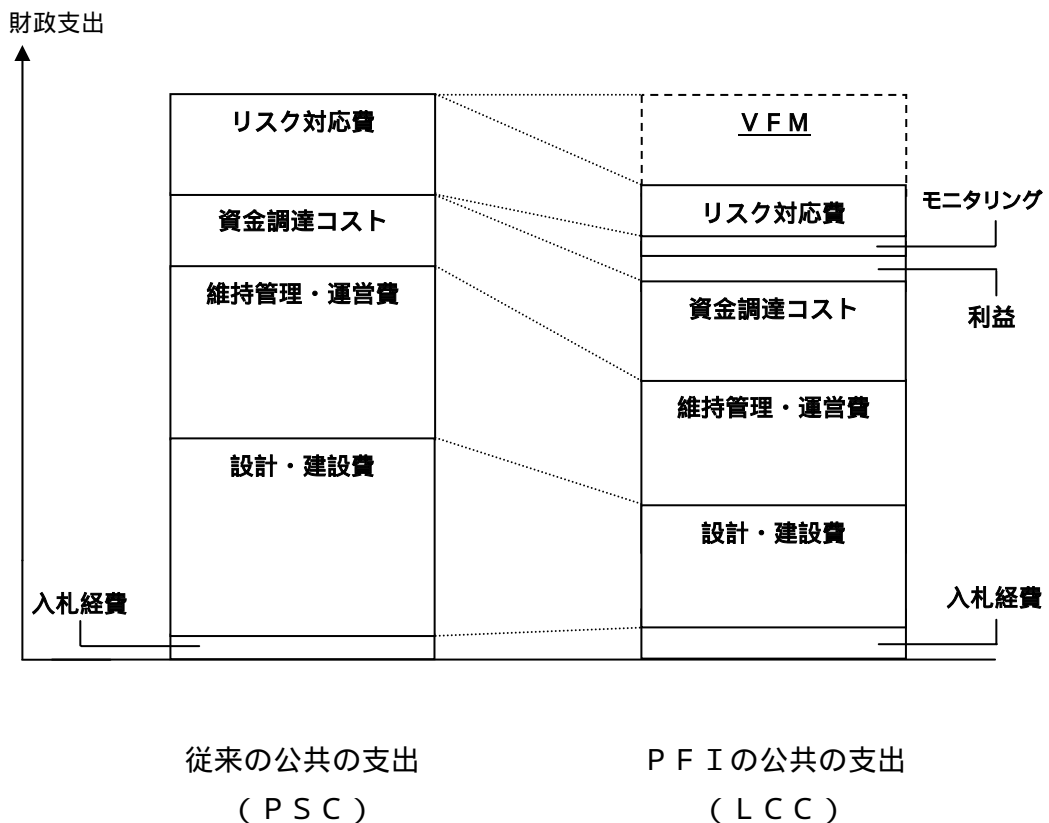 財政支出
リスク対応費
資金調達コスト
維持管理・運営費
設計・建設費
入札経費
ＶＦＭ
リスク対応費
モニタリング
利益
資金調達コスト
維持管理・運営費
設計・建設費
入札経費
従来の公共の支出
（ＰＳＣ）
ＰＦＩの公共の支出
（ＬＣＣ）